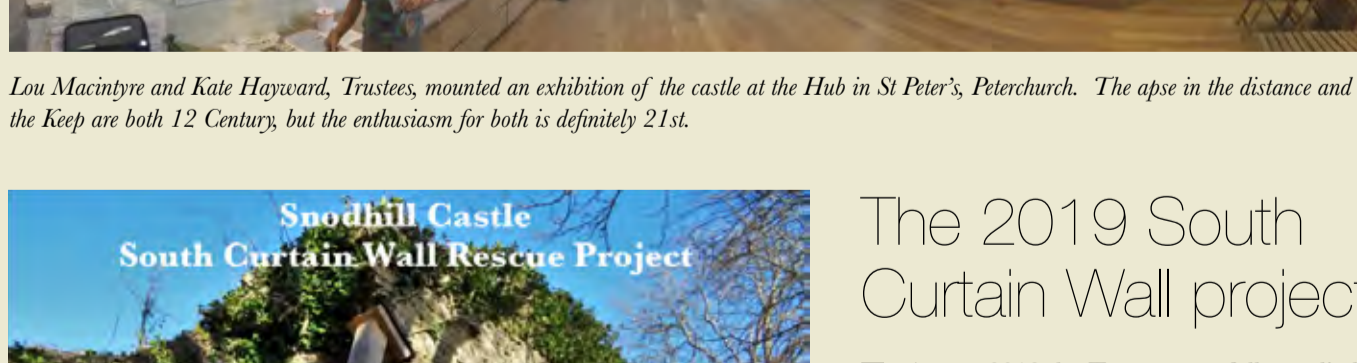 Lou Macintyre and Kate Hayward, Trustees, mounted an exhibition of the castle at the Hub in St Peter's, Peterchurch. The apse in the distance and
the Keep are both 12 Century, but the enthusiasm for both is definitely 21st.
Snodhill Castle
South Curtain Wall Rescue Project
The 2019 South
Curtain Wall project